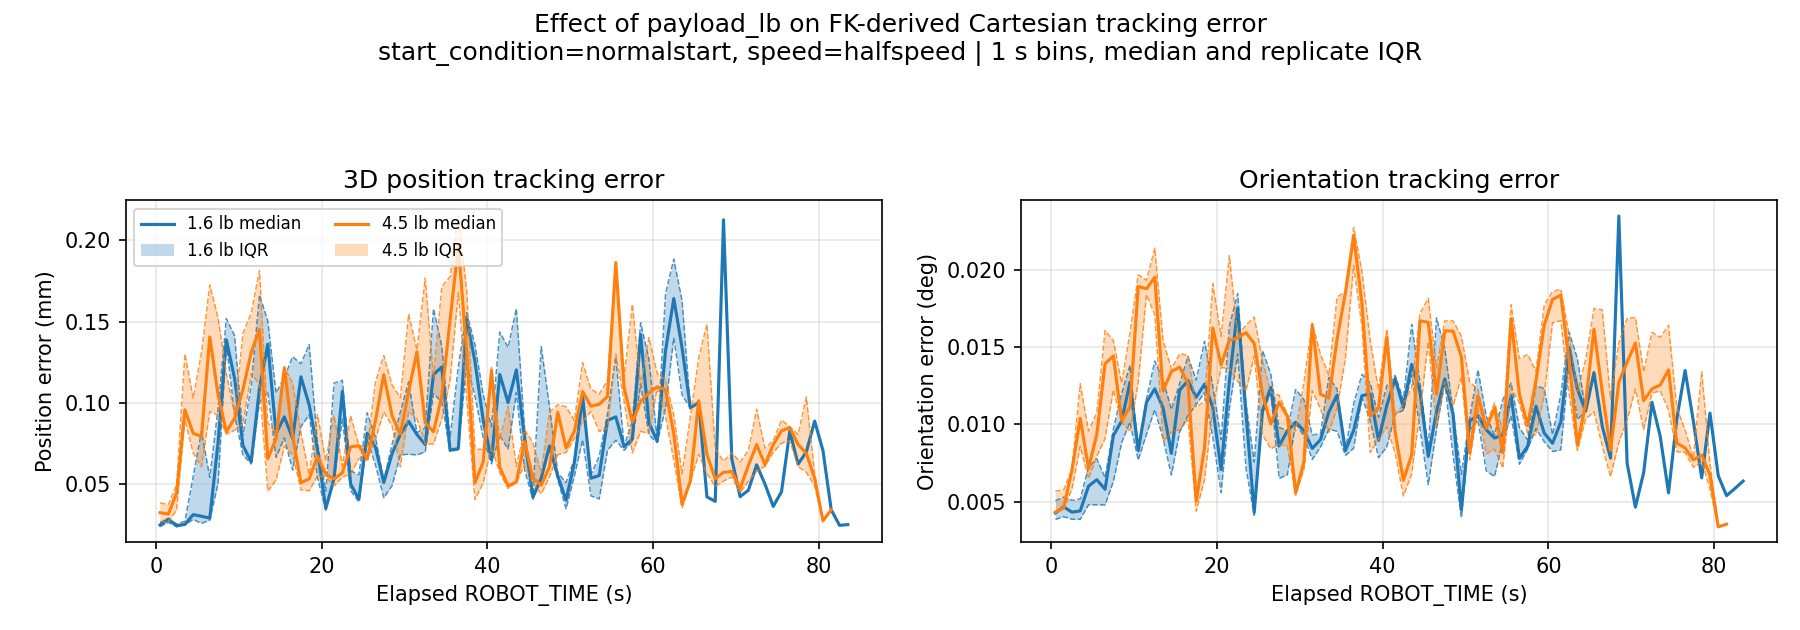 Effect of payload_lb on FK-derived Cartesian tracking error
start_condition=normalstart, speed=halfspeed | 1 s bins, median and replicate IQR
3D position tracking error
1.6 lb median
1.6 lb IQR
4.5 lb median
4.5 lb IQR
Position error (mm)
0.20
0.15
0.10
0.05
0
20
40
60
80
Elapsed ROBOT_TIME (s)
Orientation tracking error
Orientation error (deg)
0.020
0.015
0.010
0.005
0
20
40
60
80
Elapsed ROBOT_TIME (s)